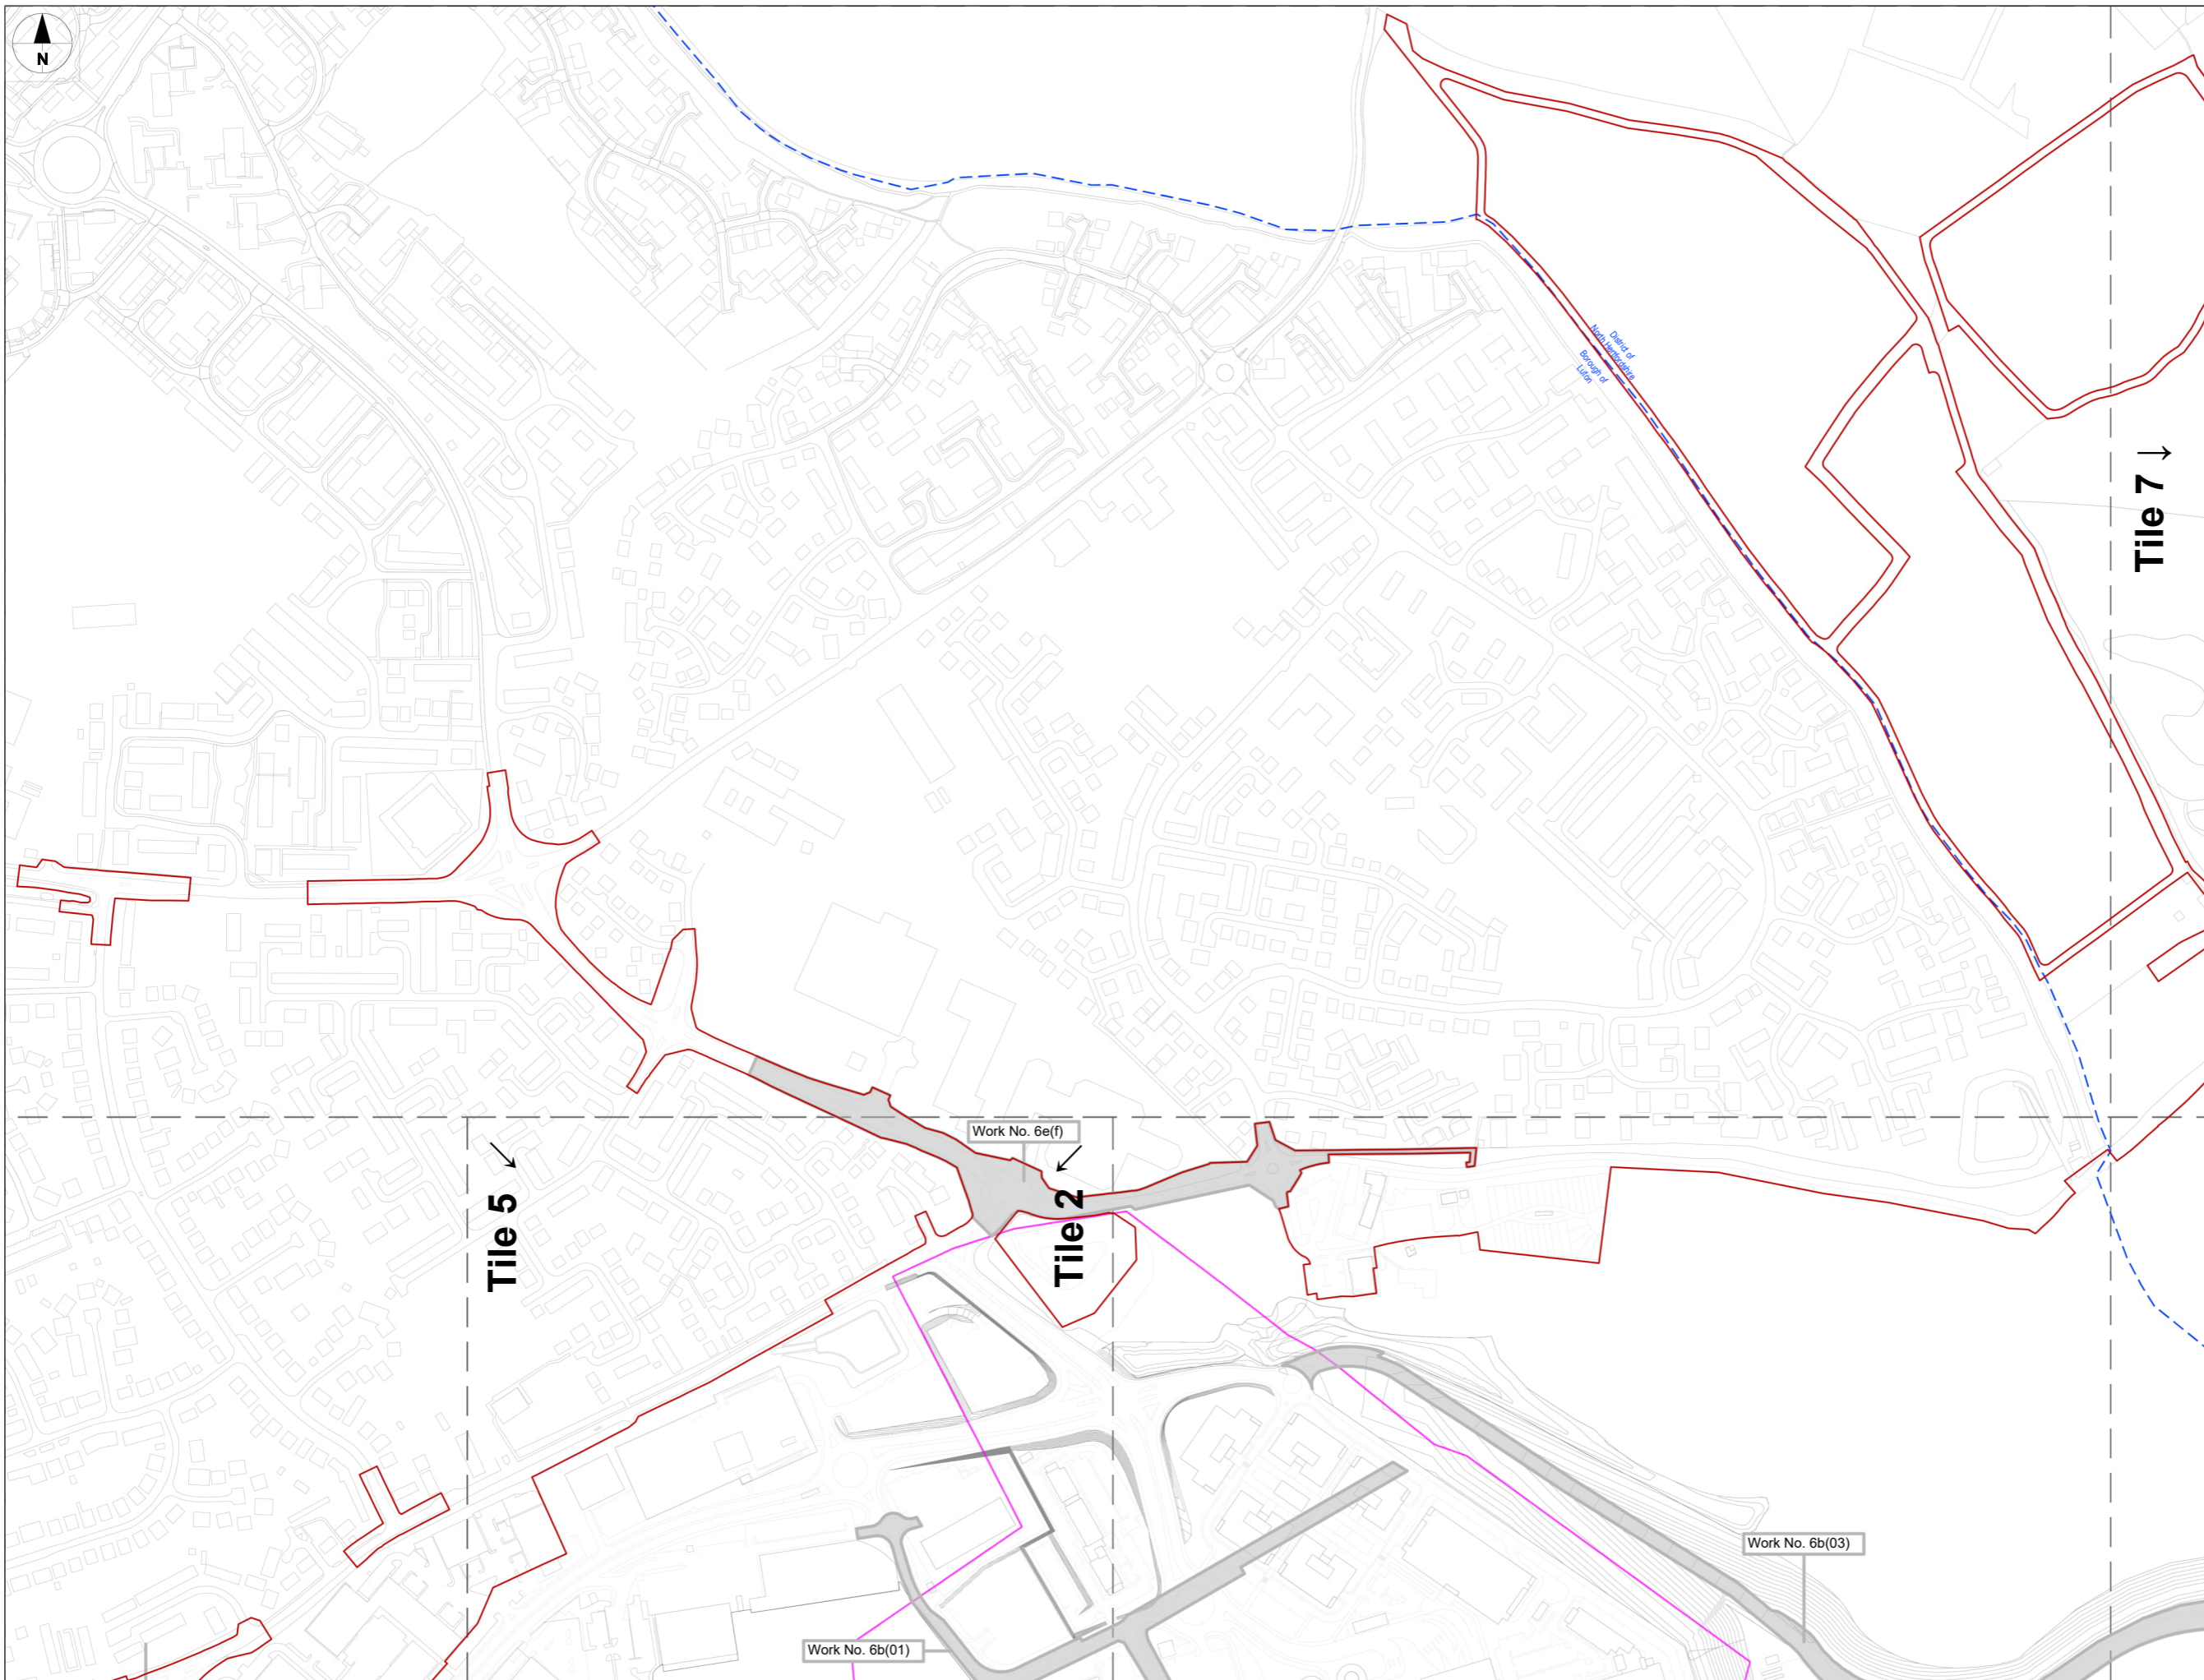 N
District of
North Hertfordshire
Borough of
Luton
Tile 7 →
Work No. 6e(f)
Tile 5 →
Tile 2 ←
Work No. 6b(03)
Work No. 6b(01)